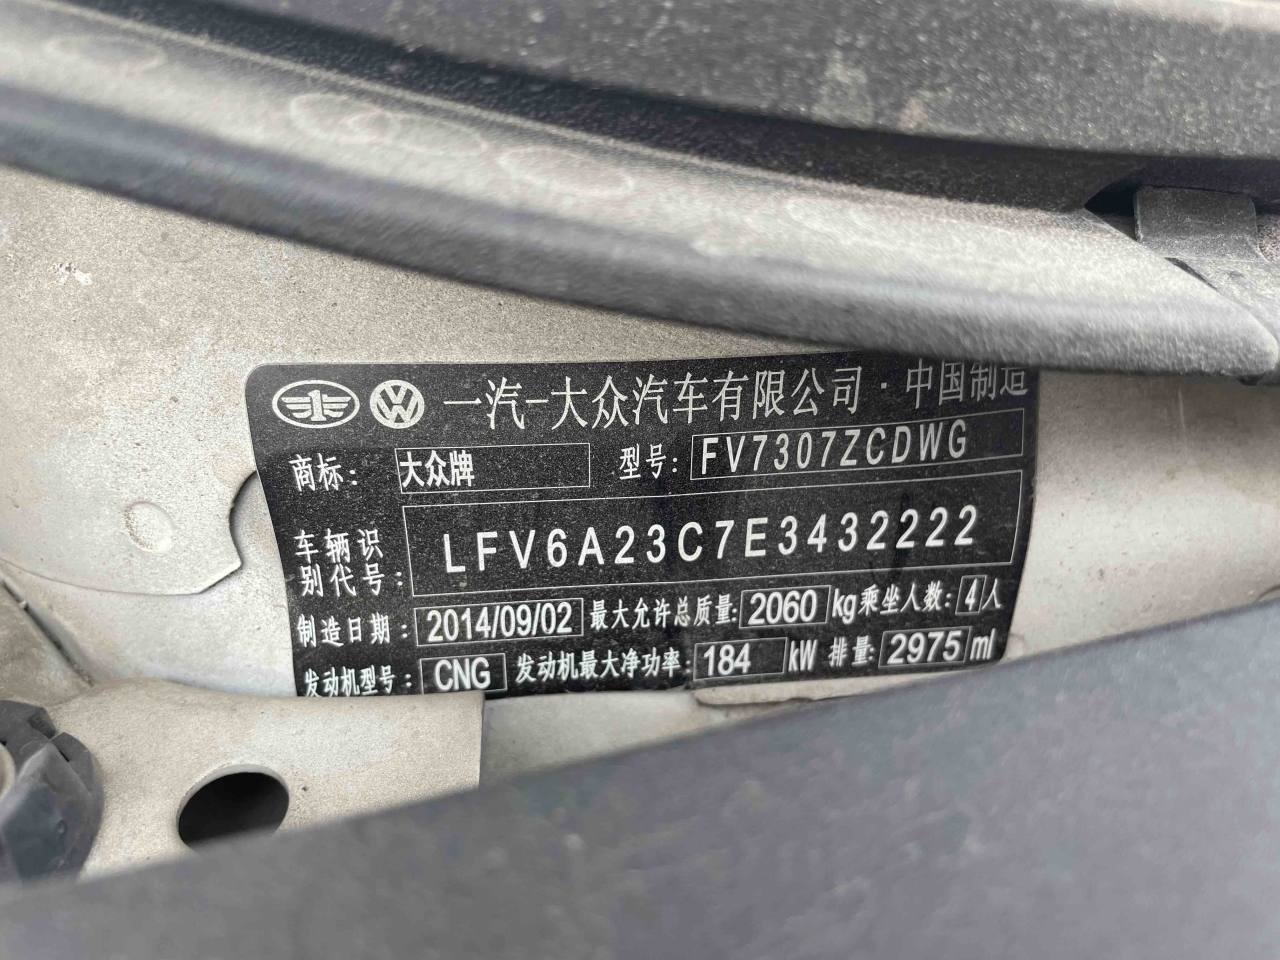 一汽-大众汽车有限公司·中国制造
商标: 大众牌 型号: FV7307ZCDWG
车辆识别代号: LFV6A23C7E3432222
制造日期: 2014/09/02 最大允许总质量: 2060 kg 乘坐人数: 4 人
发动机型号: CNG 发动机最大净功率: 184 kW 排量: 2975 ml